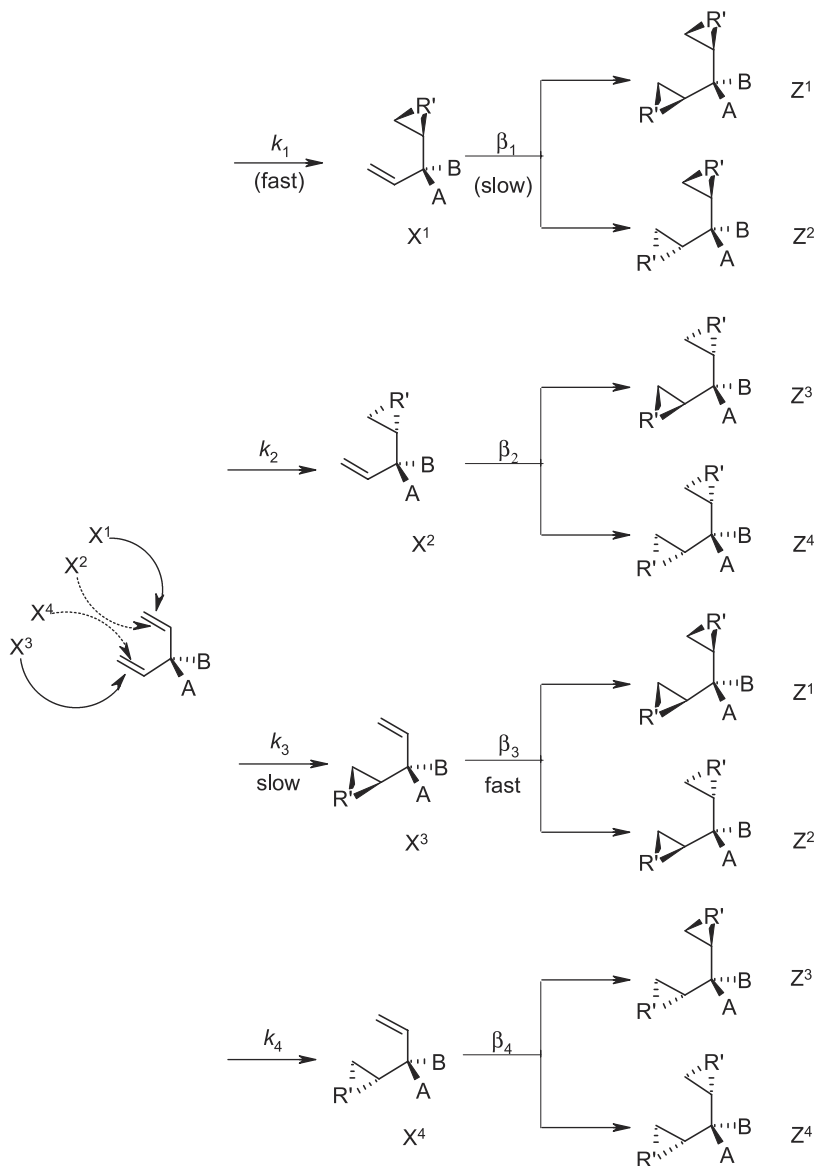 R'
R'
B
A
Z¹
k₁
(fast)
R'
B
A
X¹
β₁
(slow)
R'
R'
B
A
Z²
R'
R'
B
A
Z³
k₂
R'
B
A
X²
β₂
R'
R'
B
A
Z⁴
X¹
X²
X⁴
X³
B
A
R'
R'
B
A
Z¹
k₃
slow
R'
B
A
X³
β₃
fast
R'
R'
B
A
Z²
R'
R'
B
A
Z³
k₄
R'
B
A
X⁴
β₄
R'
R'
B
A
Z⁴